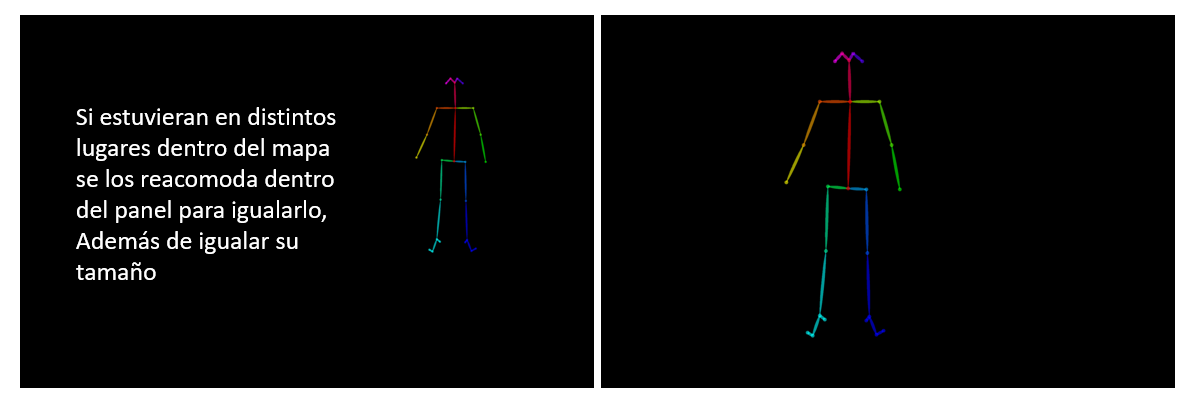 Si estuvieran en distintos
lugares dentro del mapa
se los reacomoda dentro
del panel para igualarlo,
Además de igualar su
tamaño